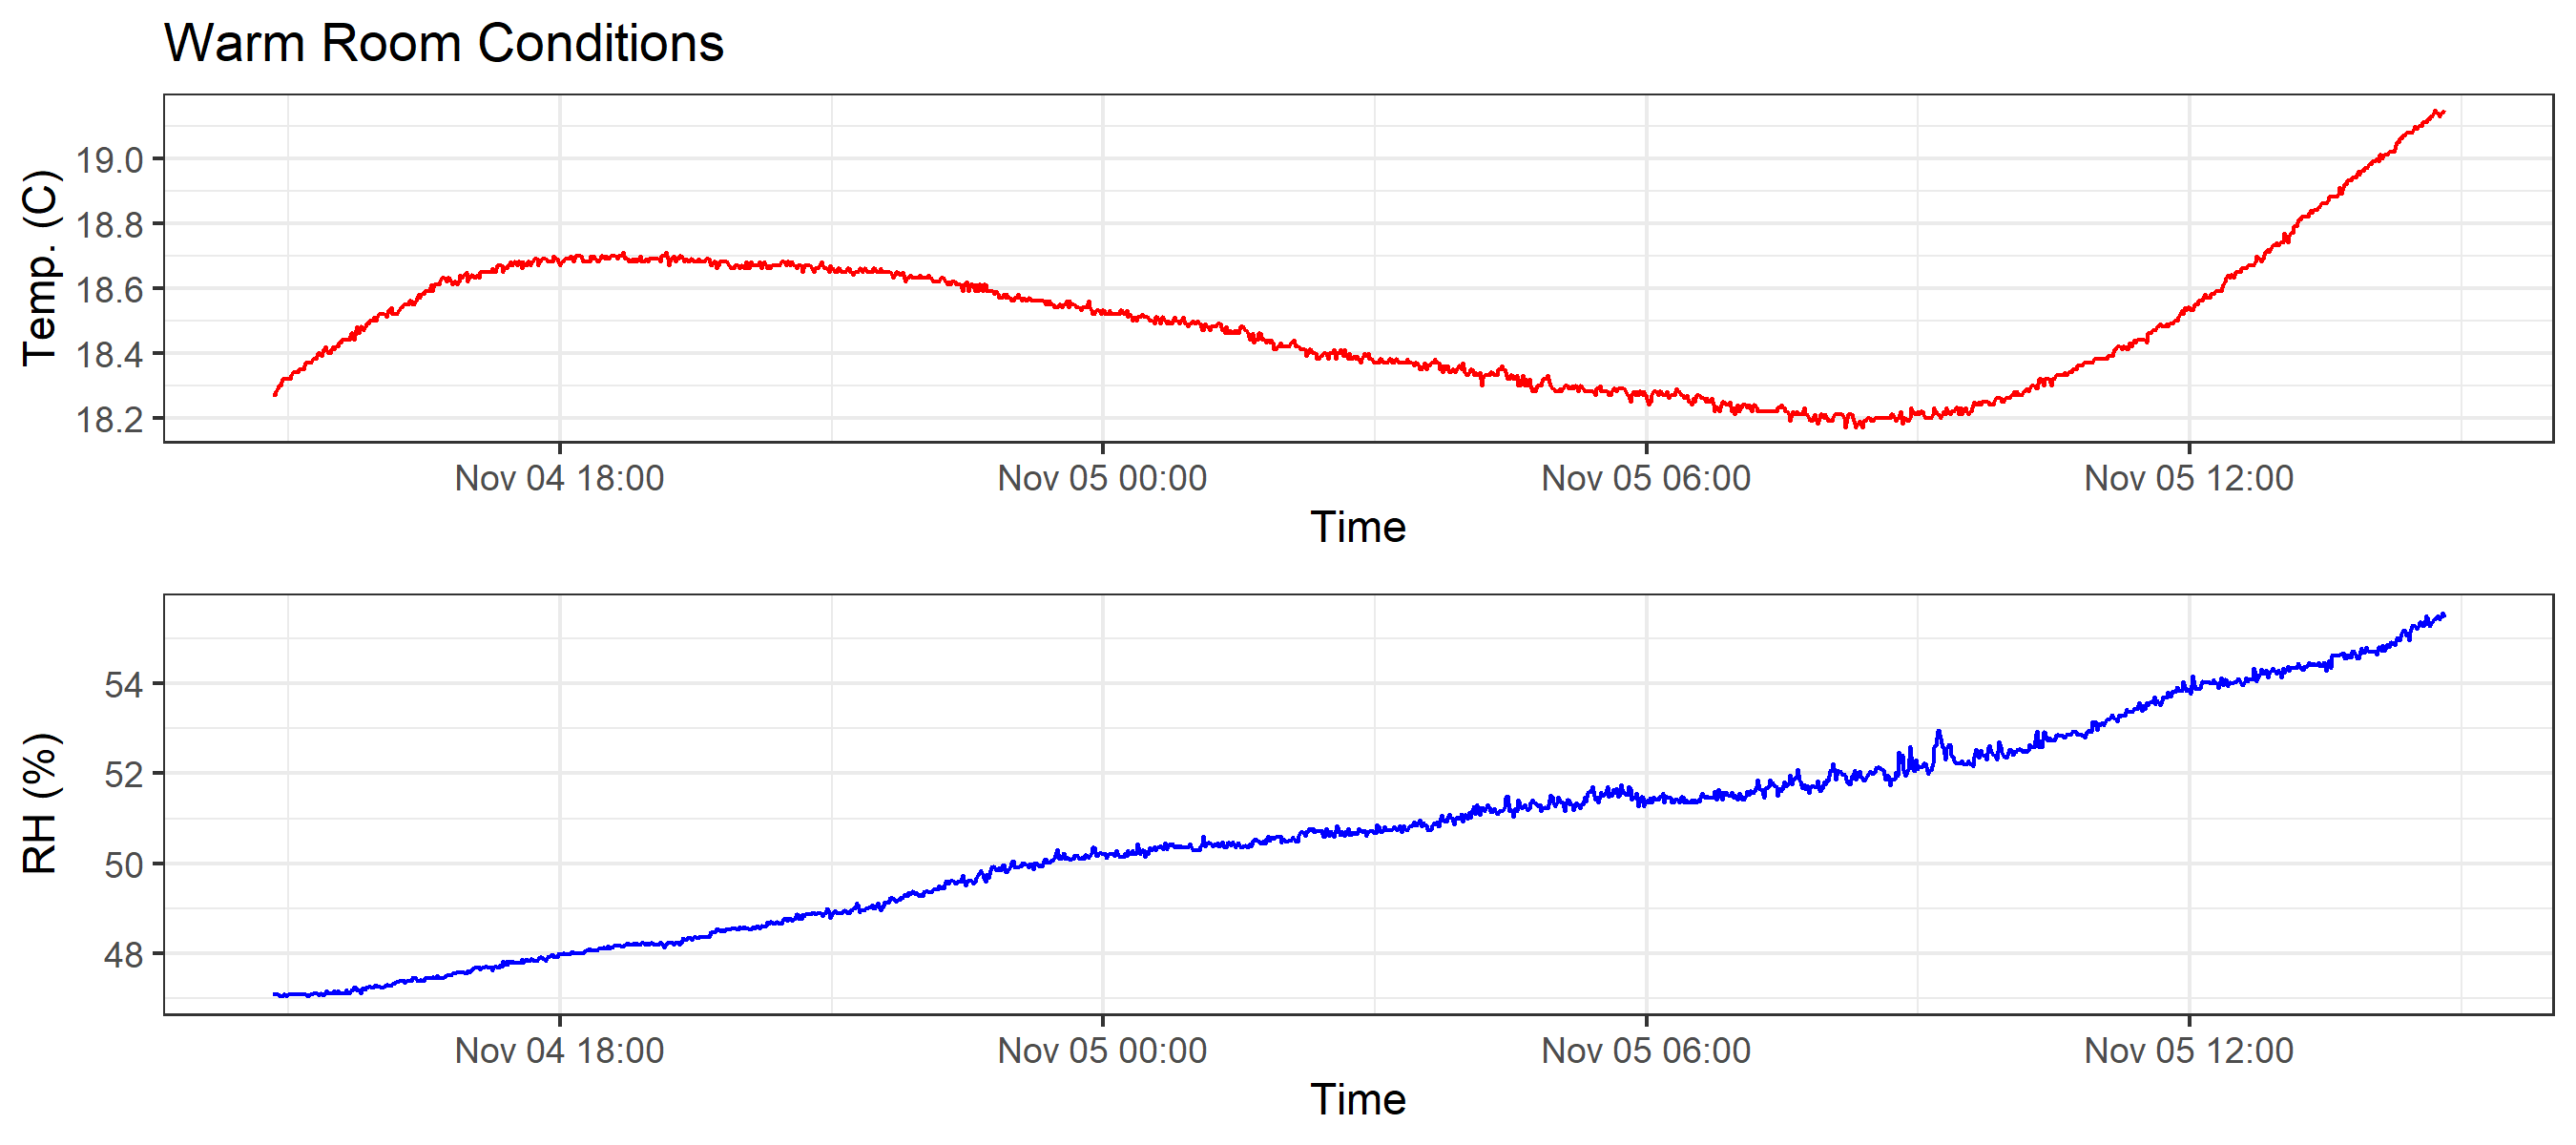 Warm Room Conditions
Temp. (C)
19.0
18.8
18.6
18.4
18.2
Nov 04 18:00 Nov 05 00:00 Nov 05 06:00 Nov 05 12:00
Time
RH (%)
54
52
50
48
Nov 04 18:00 Nov 05 00:00 Nov 05 06:00 Nov 05 12:00
Time